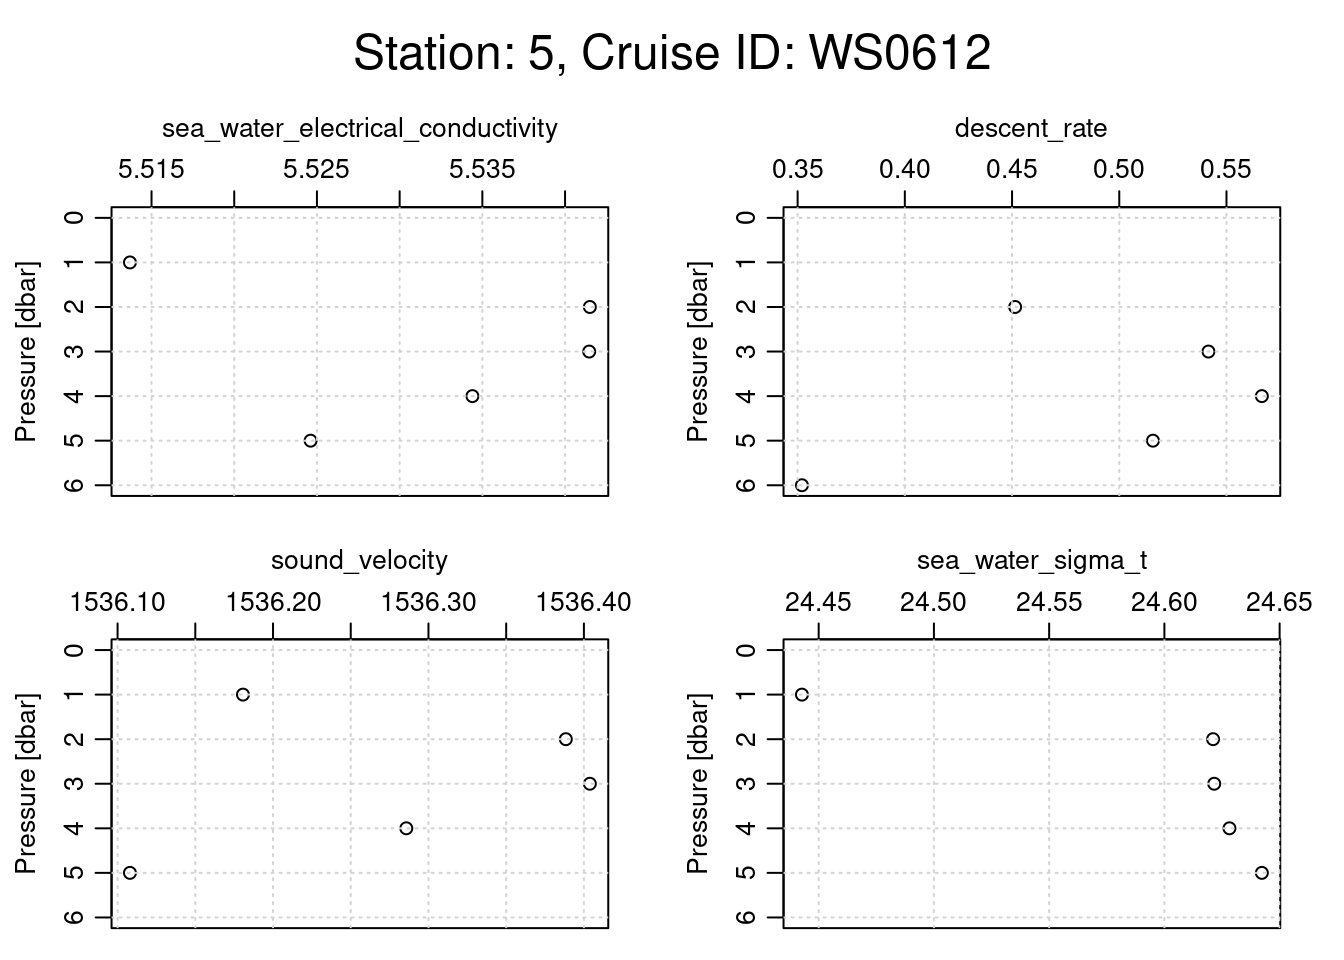 Station: 5, Cruise ID: WS0612
sea_water_electrical_conductivity
5.515 5.525 5.535
Pressure [dbar]
0
1
2
3
4
5
6
descent_rate
0.35 0.40 0.45 0.50 0.55
Pressure [dbar]
0
1
2
3
4
5
6
sound_velocity
1536.10 1536.20 1536.30 1536.40
Pressure [dbar]
0
1
2
3
4
5
6
sea_water_sigma_t
24.45 24.50 24.55 24.60 24.65
Pressure [dbar]
0
1
2
3
4
5
6